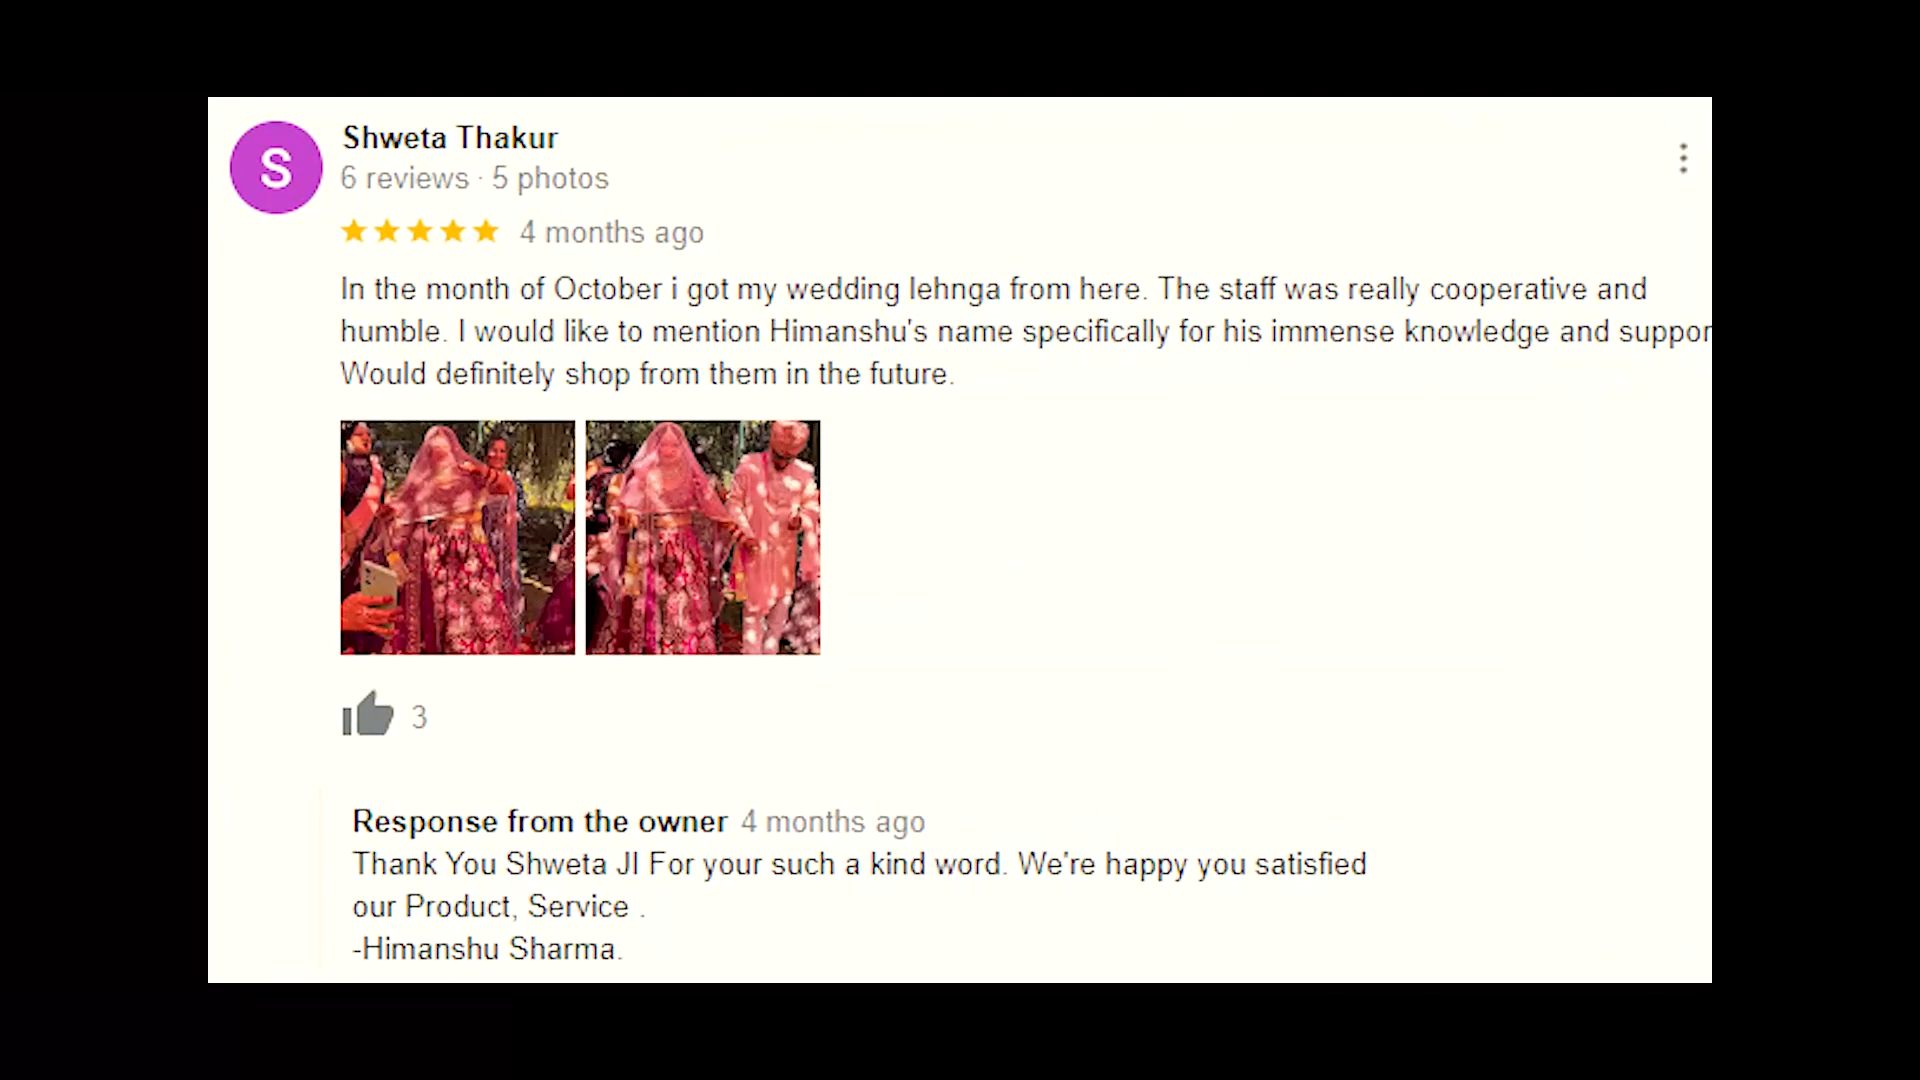 S
Shweta Thakur
6 reviews · 5 photos
4 months ago
In the month of October i got my wedding lehnga from here. The staff was really cooperative and
humble. I would like to mention Himanshu's name specifically for his immense knowledge and suppor
Would definitely shop from them in the future.
3
Response from the owner 4 months ago
Thank You Shweta JI For your such a kind word. We're happy you satisfied
our Product, Service .
-Himanshu Sharma.